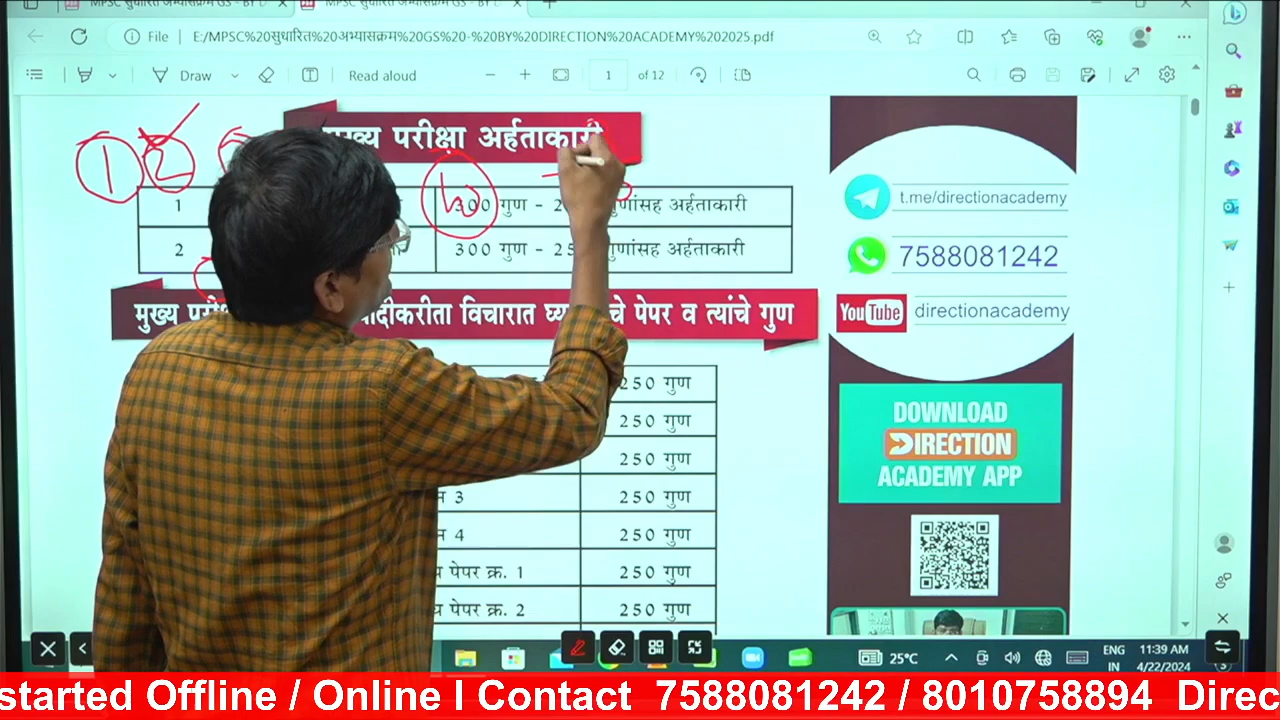 MPSC सुधारित अभ्यासक्रम GS - BY D
MPSC सुधारित अभ्यासक्रम GS - BY D
File
E:/MPSC%20सुधारित%20अभ्यासक्रम%20GS%20-%20BY%20DIRECTION%20ACADEMY%202025.pdf
Draw
Read aloud
1 of 12
मुख्य परीक्षा अर्हताकारी
1 2
1 300 गुण - 2 गुणांसह अर्हताकारी
2 300 गुण - 25 गुणांसह अर्हताकारी
मुख्य विचारात पेपर व त्यांचे गुण
250 गुण
250 गुण
250 गुण
3 250 गुण
4 250 गुण
पेपर क्र. 1 250 गुण
पेपर क्र. 2 250 गुण
t.me/directionacademy
7588081242
YouTube directionacademy
DOWNLOAD
DIRECTION
ACADEMY APP
25°C
ENG
IN
11:39 AM
4/22/2024
started Offline / Online I Contact 7588081242 / 8010758894 Direc